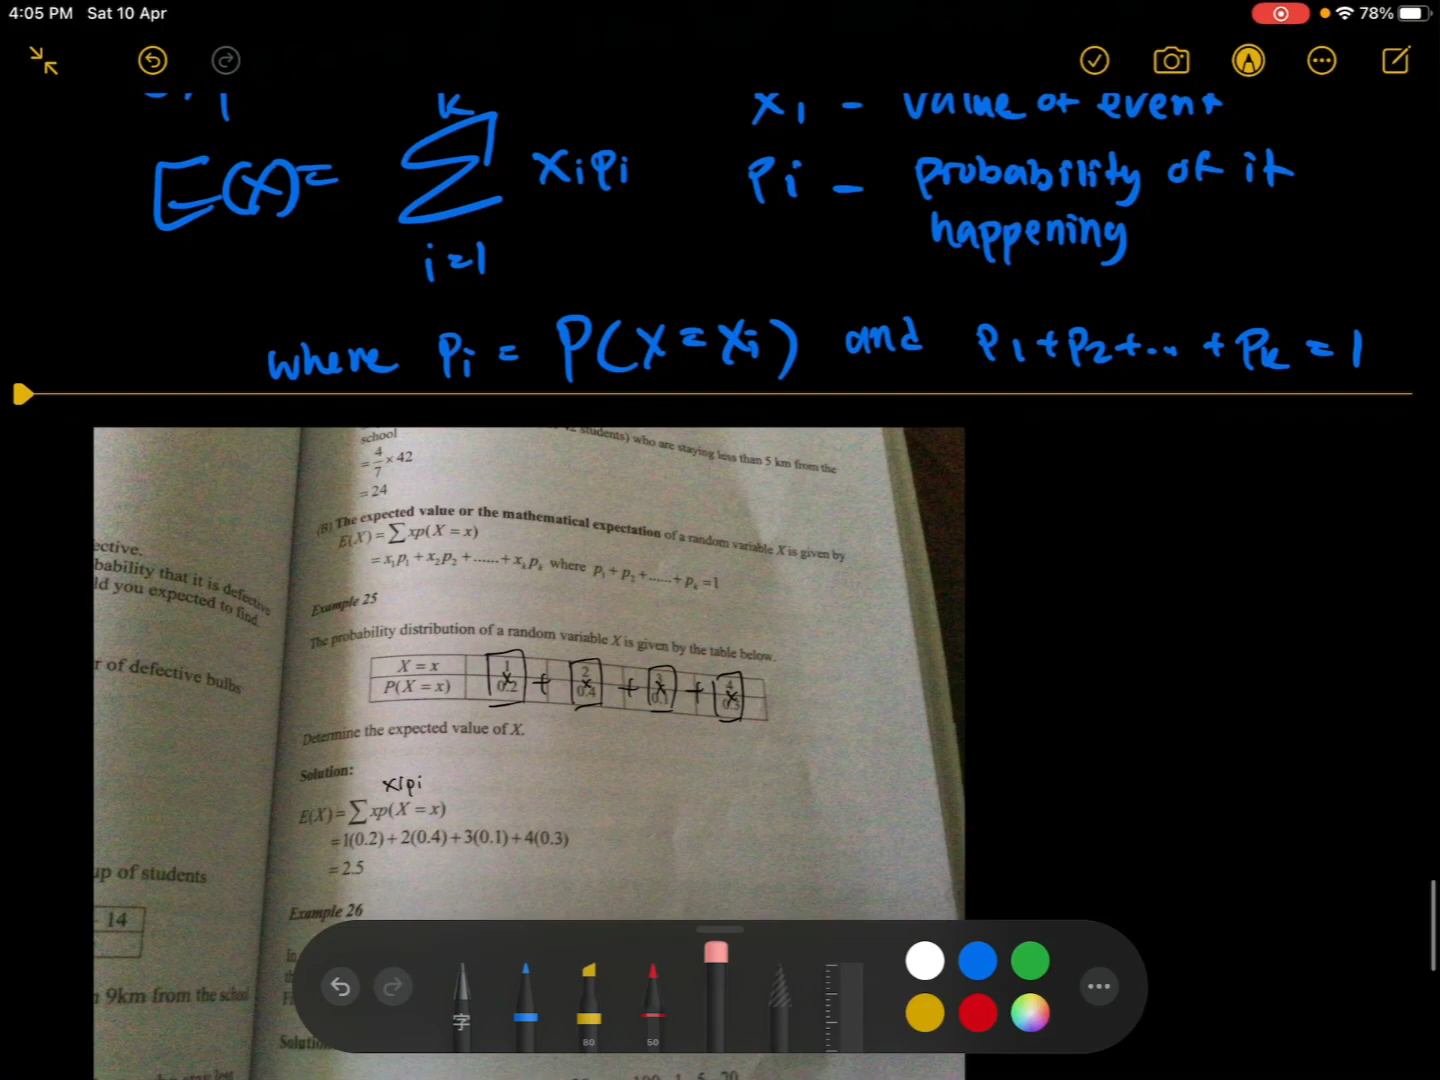 4:05 PM Sat 10 Apr
78%
k
E(X) = Σ xipi
i=1
x1 - value of event
pi - probability of it
happening
where pi = P(X = xi) and p1 + p2 + ... + pk = 1
students) who are staying less than 5 km from the
school
= 4/7 × 42
= 24
(B) The expected value or the mathematical expectation of a random variable X is given by
E(X) = ∑ xp(X = x)
= x₁p₁ + x₂p₂ + ...... + xₖpₖ where p₁ + p₂ + ...... + pₖ = 1
Example 25
The probability distribution of a random variable X is given by the table below.
X = x 1 2 3 4
P(X = x) 0.2 + 0.4 + 0.1 + 0.3
Determine the expected value of X.
Solution:
xipi
E(X) = ∑ xp(X = x)
= 1(0.2) + 2(0.4) + 3(0.1) + 4(0.3)
= 2.5
Example 26
Solution
ective.
bability that it is defective
ld you expected to find.
r of defective bulbs
up of students
14
9km from the school
字
80
50